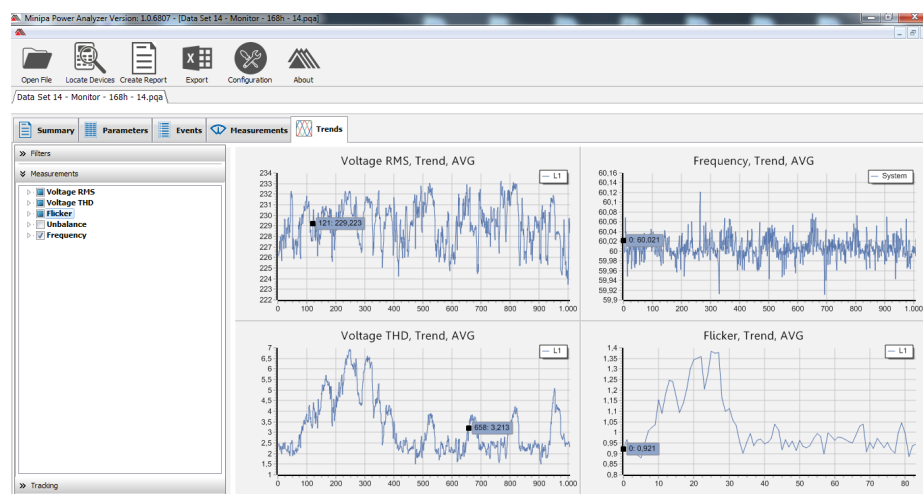 Minipa Power Analyzer Version: 1.0.6807 - [Data Set 14 - Monitor - 168h - 14.pqa]
Open File Locate Devices Create Report Export Configuration About
Data Set 14 - Monitor - 168h - 14.pqa
Summary Parameters Events Measurements Trends
Filters
Measurements
Voltage RMS
Voltage THD
Flicker
Unbalance
Frequency
Tracking
Voltage RMS, Trend, AVG
L1
234
233
232
231
230
229
228
227
226
225
224
223
222
121: 229,223
0 100 200 300 400 500 600 700 800 900 1.000
Frequency, Trend, AVG
System
60,16
60,14
60,12
60,1
60,08
60,06
60,04
60,02
60
59,98
59,96
59,94
59,92
59,9
0: 60,021
0 100 200 300 400 500 600 700 800 900 1.000
Voltage THD, Trend, AVG
L1
7
6,5
6
5,5
5
4,5
4
3,5
3
2,5
2
1,5
1
658: 3,213
0 100 200 300 400 500 600 700 800 900 1.000
Flicker, Trend, AVG
L1
1,4
1,35
1,3
1,25
1,2
1,15
1,1
1,05
1
0,95
0,9
0,85
0,8
0: 0,921
0 10 20 30 40 50 60 70 80